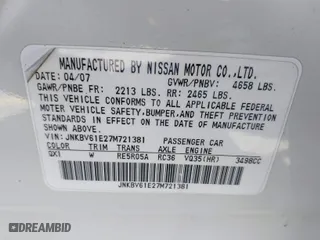 MANUFACTURED BY NISSAN MOTOR CO.,LTD.
DATE: 04/07 GVWR/PNBV: 4658 LBS.
GAWR/PNBE FR: 2213 LBS. RR: 2465 LBS.
THIS VEHICLE CONFORMS TO ALL APPLICABLE FEDERAL
MOTOR VEHICLE SAFETY,BUMPER,AND THEFT PREVENTION
STANDARDS IN EFFECT ON THE DATE OF MANUFACTURE
SHOWN ABOVE.
VIN: JNKBV61E27M721381 PASSENGER CAR
COLOR TRIM TRANS AXLE ENGINE
QX1 W RE5R05A RC36 VQ35(HR) 3498CC
JNKBV61E27M721381
AUTOBIDCAR